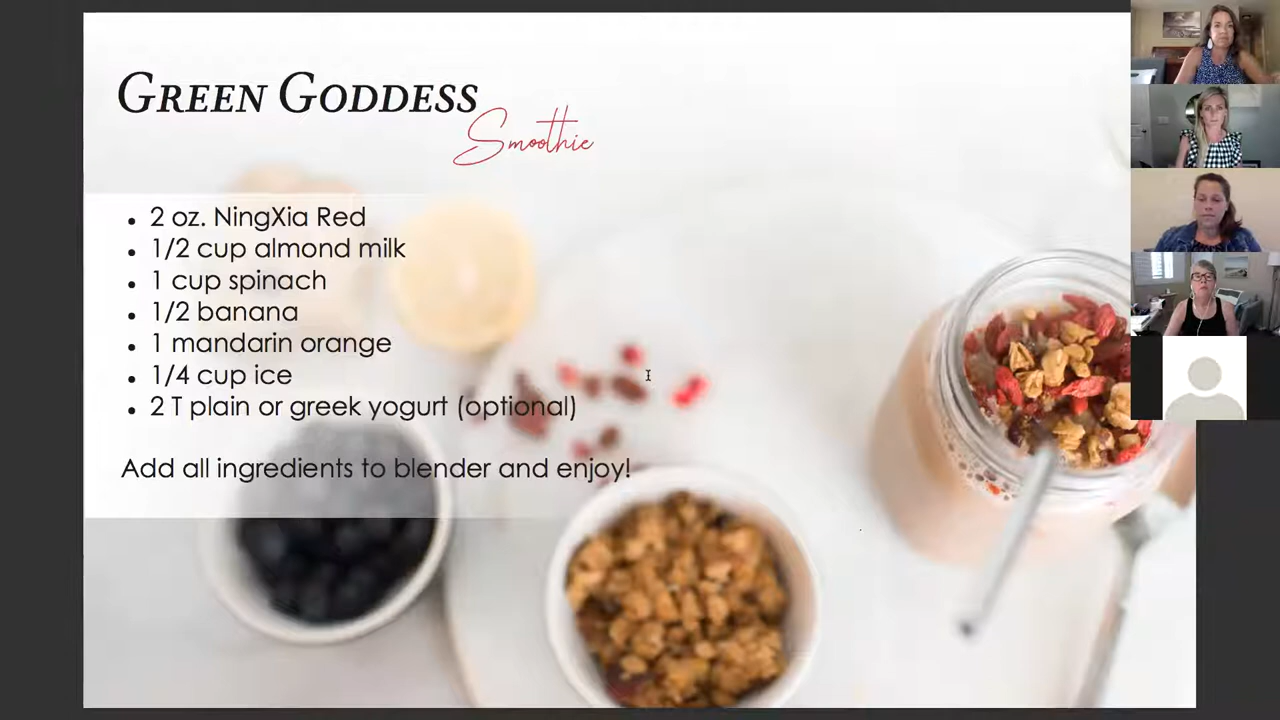 GREEN GODDESS
Smoothie
• 2 oz. NingXia Red
• 1/2 cup almond milk
• 1 cup spinach
• 1/2 banana
• 1 mandarin orange
• 1/4 cup ice
• 2 T plain or greek yogurt (optional)
Add all ingredients to blender and enjoy!